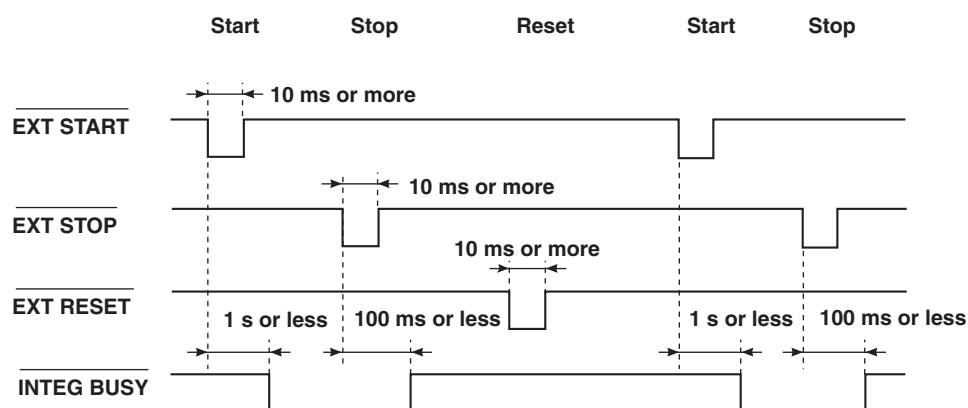 Start Stop Reset Start Stop
10 ms or more
EXT START
10 ms or more
EXT STOP
10 ms or more
EXT RESET
1 s or less 100 ms or less 1 s or less 100 ms or less
INTEG BUSY